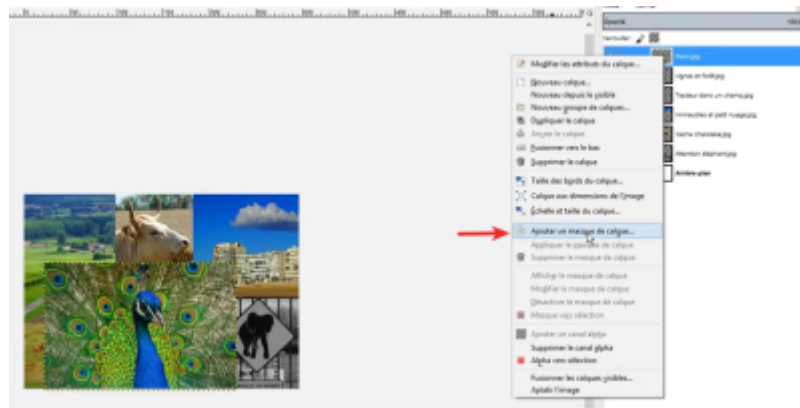 Opacité
Verrouiller
Paon.jpg
vignes et forêt.jpg
Tracteur dans un champ.jpg
Immeubles et petit nuage.jpg
Vache charolaise.jpg
Attention éléphant.jpg
Arrière-plan
Modifier les attributs du calque...
Nouveau calque...
Nouveau depuis le visible
Nouveau groupe de calques...
Dupliquer le calque
Ancrer le calque
Fusionner vers le bas
Supprimer le calque
Taille des bords du calque...
Calque aux dimensions de l'image
Échelle et taille du calque...
Ajouter un masque de calque...
Appliquer le masque de calque
Supprimer le masque de calque
Afficher le masque de calque
Modifier le masque de calque
Désactiver le masque de calque
Masque vers sélection
Ajouter un canal alpha
Supprimer le canal alpha
Alpha vers sélection
Fusionner les calques visibles...
Aplatir l'image